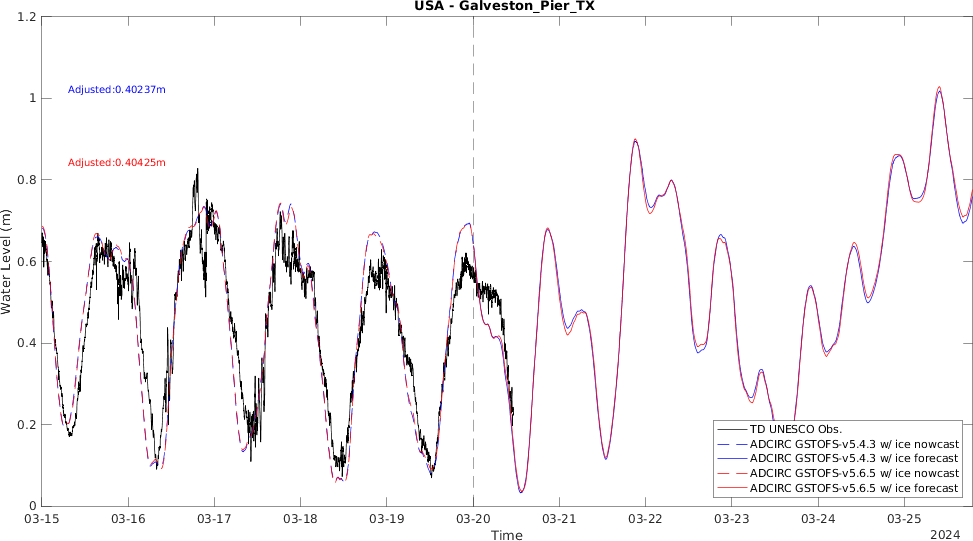 USA - Galveston_Pier_TX
1.2
1
0.8
0.6
0.4
0.2
0
Water Level (m)
Adjusted:0.40237m
Adjusted:0.40425m
TD UNESCO Obs.
ADCIRC GSTOFS-v5.4.3 w/ ice nowcast
ADCIRC GSTOFS-v5.4.3 w/ ice forecast
ADCIRC GSTOFS-v5.6.5 w/ ice nowcast
ADCIRC GSTOFS-v5.6.5 w/ ice forecast
03-15 03-16 03-17 03-18 03-19 03-20 03-21 03-22 03-23 03-24 03-25
Time
2024